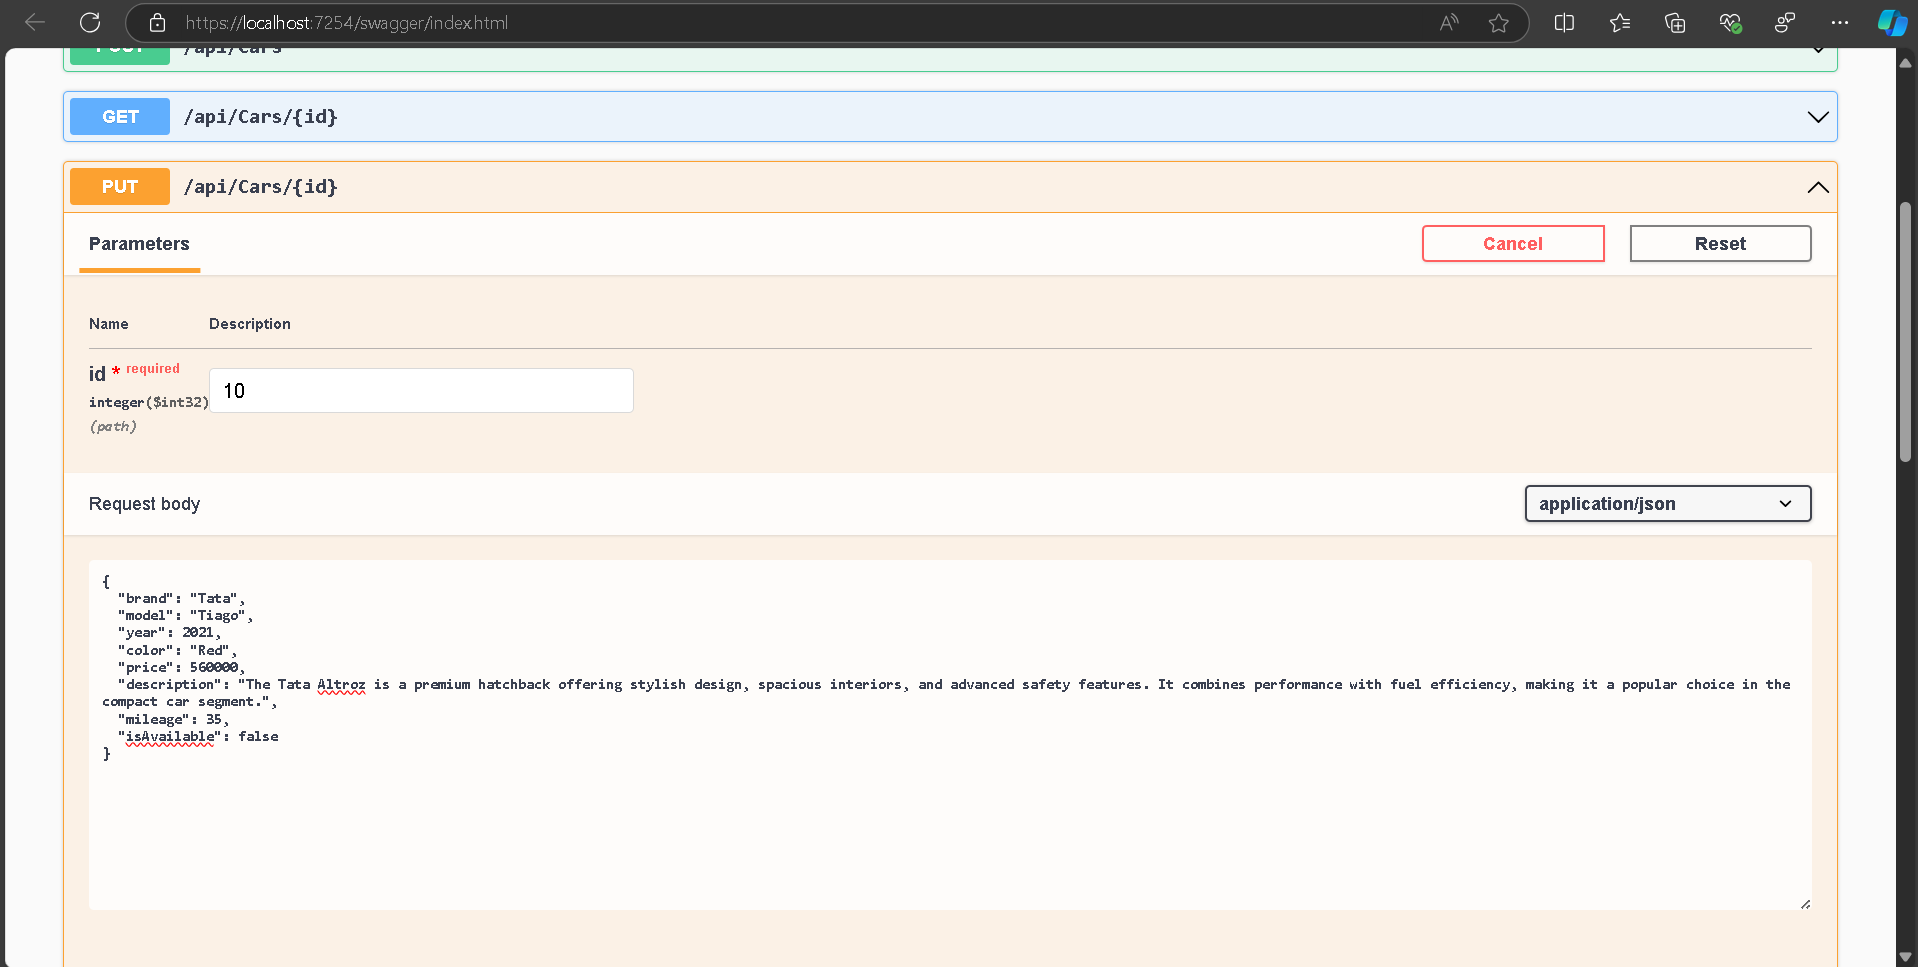 https://localhost:7254/swagger/index.html
POST /api/Cars
GET /api/Cars/{id}
PUT /api/Cars/{id}
Parameters
Cancel
Reset
Name Description
id * required
integer($int32)
(path)
10
Request body
application/json
{
"brand": "Tata",
"model": "Tiago",
"year": 2021,
"color": "Red",
"price": 560000,
"description": "The Tata Altroz is a premium hatchback offering stylish design, spacious interiors, and advanced safety features. It combines performance with fuel efficiency, making it a popular choice in the
compact car segment.",
"mileage": 35,
"isAvailable": false
}